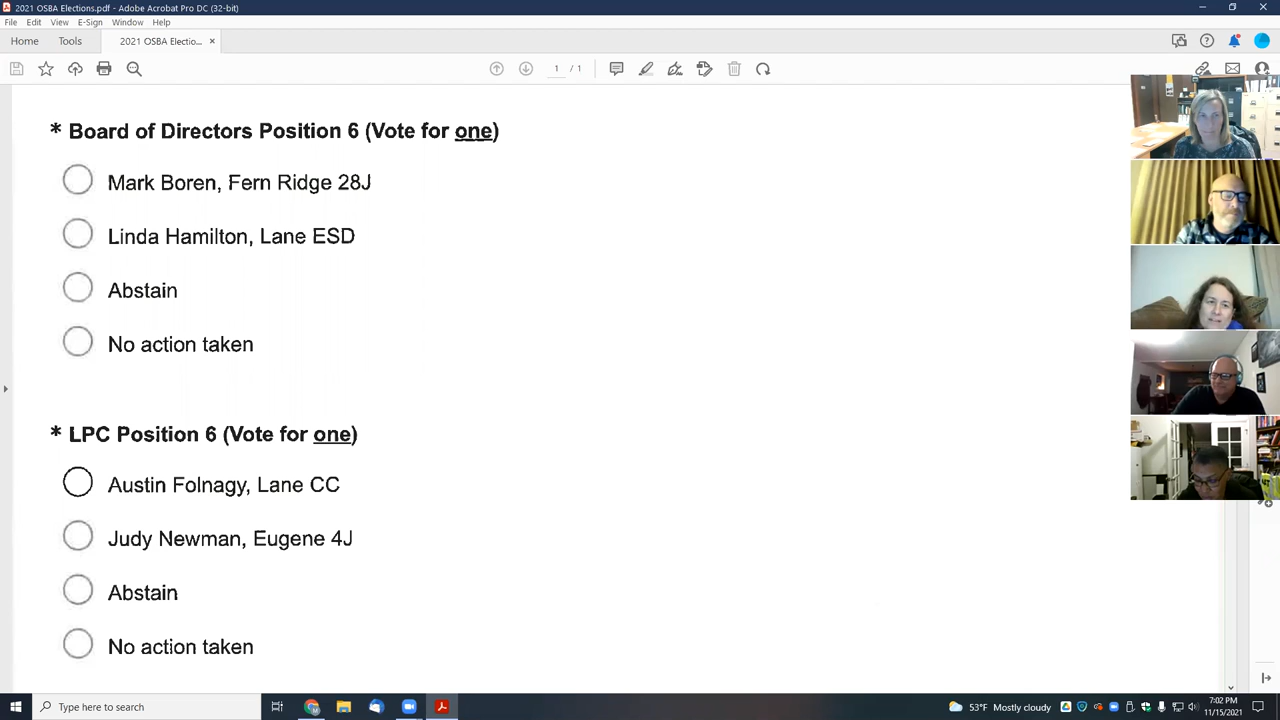 2021 OSBA Elections.pdf - Adobe Acrobat Pro DC (32-bit)
File Edit View E-Sign Window Help
Home Tools 2021 OSBA Electio... ×
1 / 1
* Board of Directors Position 6 (Vote for one)
Mark Boren, Fern Ridge 28J
Linda Hamilton, Lane ESD
Abstain
No action taken
* LPC Position 6 (Vote for one)
Austin Folnagy, Lane CC
Judy Newman, Eugene 4J
Abstain
No action taken
Type here to search
53°F Mostly cloudy
7:02 PM
11/15/2021